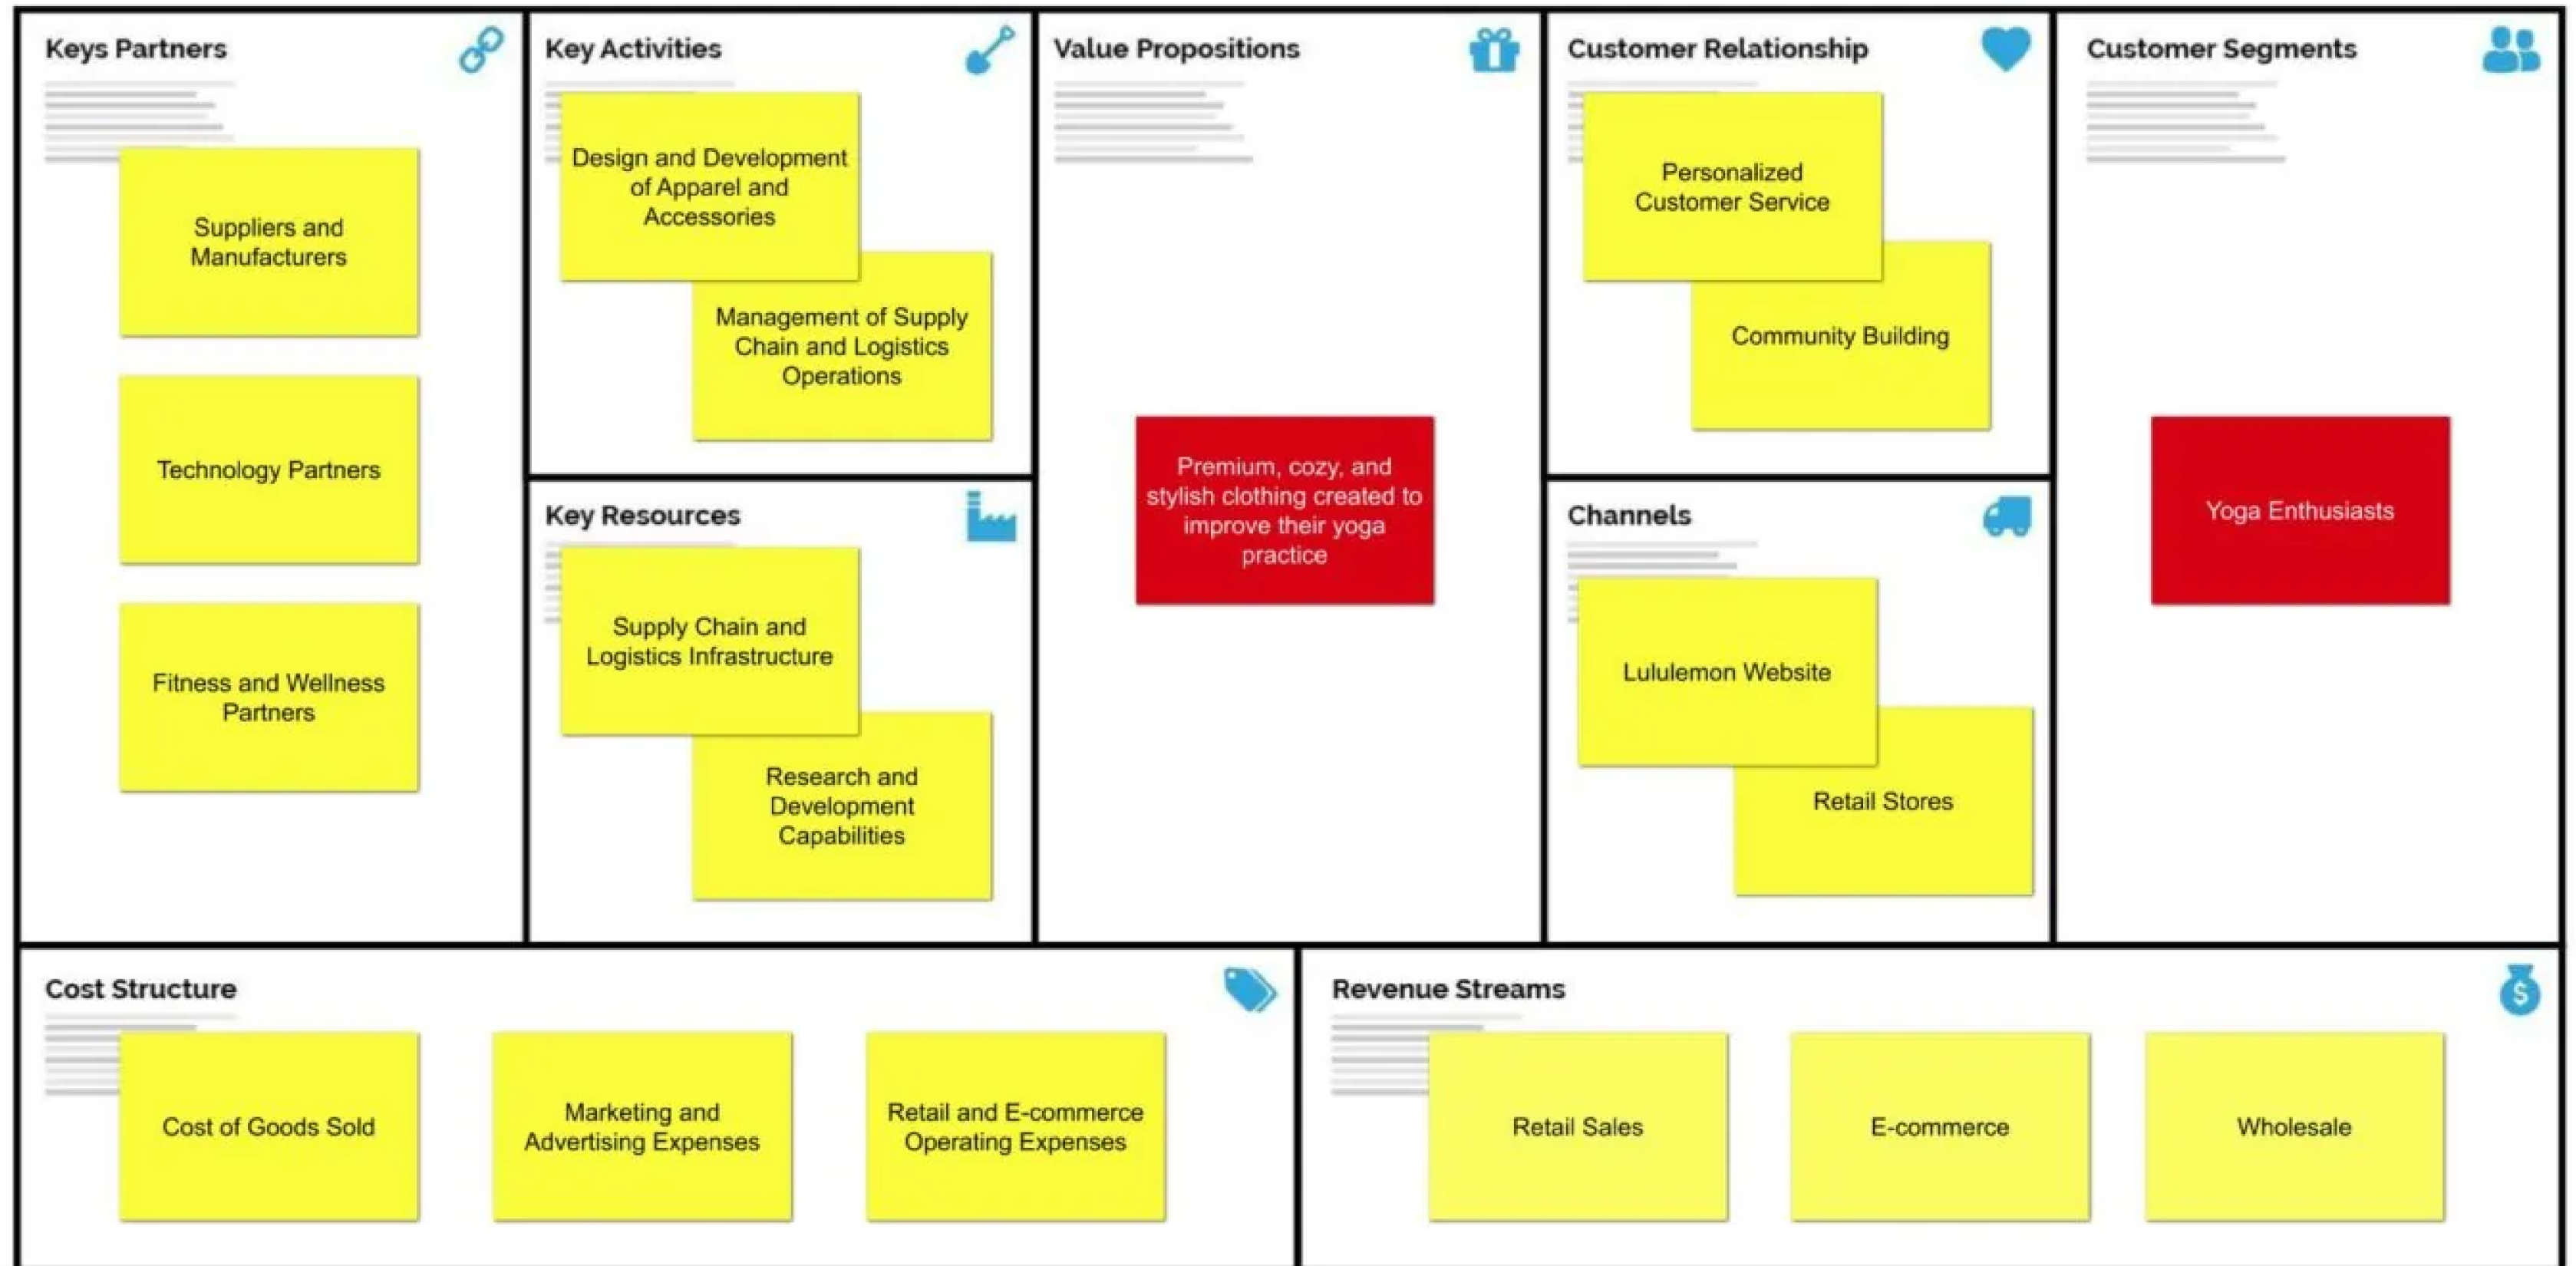 Keys Partners
Suppliers and
Manufacturers
Technology Partners
Fitness and Wellness
Partners
Key Activities
Design and Development
of Apparel and
Accessories
Management of Supply
Chain and Logistics
Operations
Key Resources
Supply Chain and
Logistics Infrastructure
Research and
Development
Capabilities
Value Propositions
Premium, cozy, and
stylish clothing created to
improve their yoga
practice
Customer Relationship
Personalized
Customer Service
Community Building
Channels
Lululemon Website
Retail Stores
Customer Segments
Yoga Enthusiasts
Cost Structure
Cost of Goods Sold
Marketing and
Advertising Expenses
Retail and E-commerce
Operating Expenses
Revenue Streams
$
Retail Sales
E-commerce
Wholesale